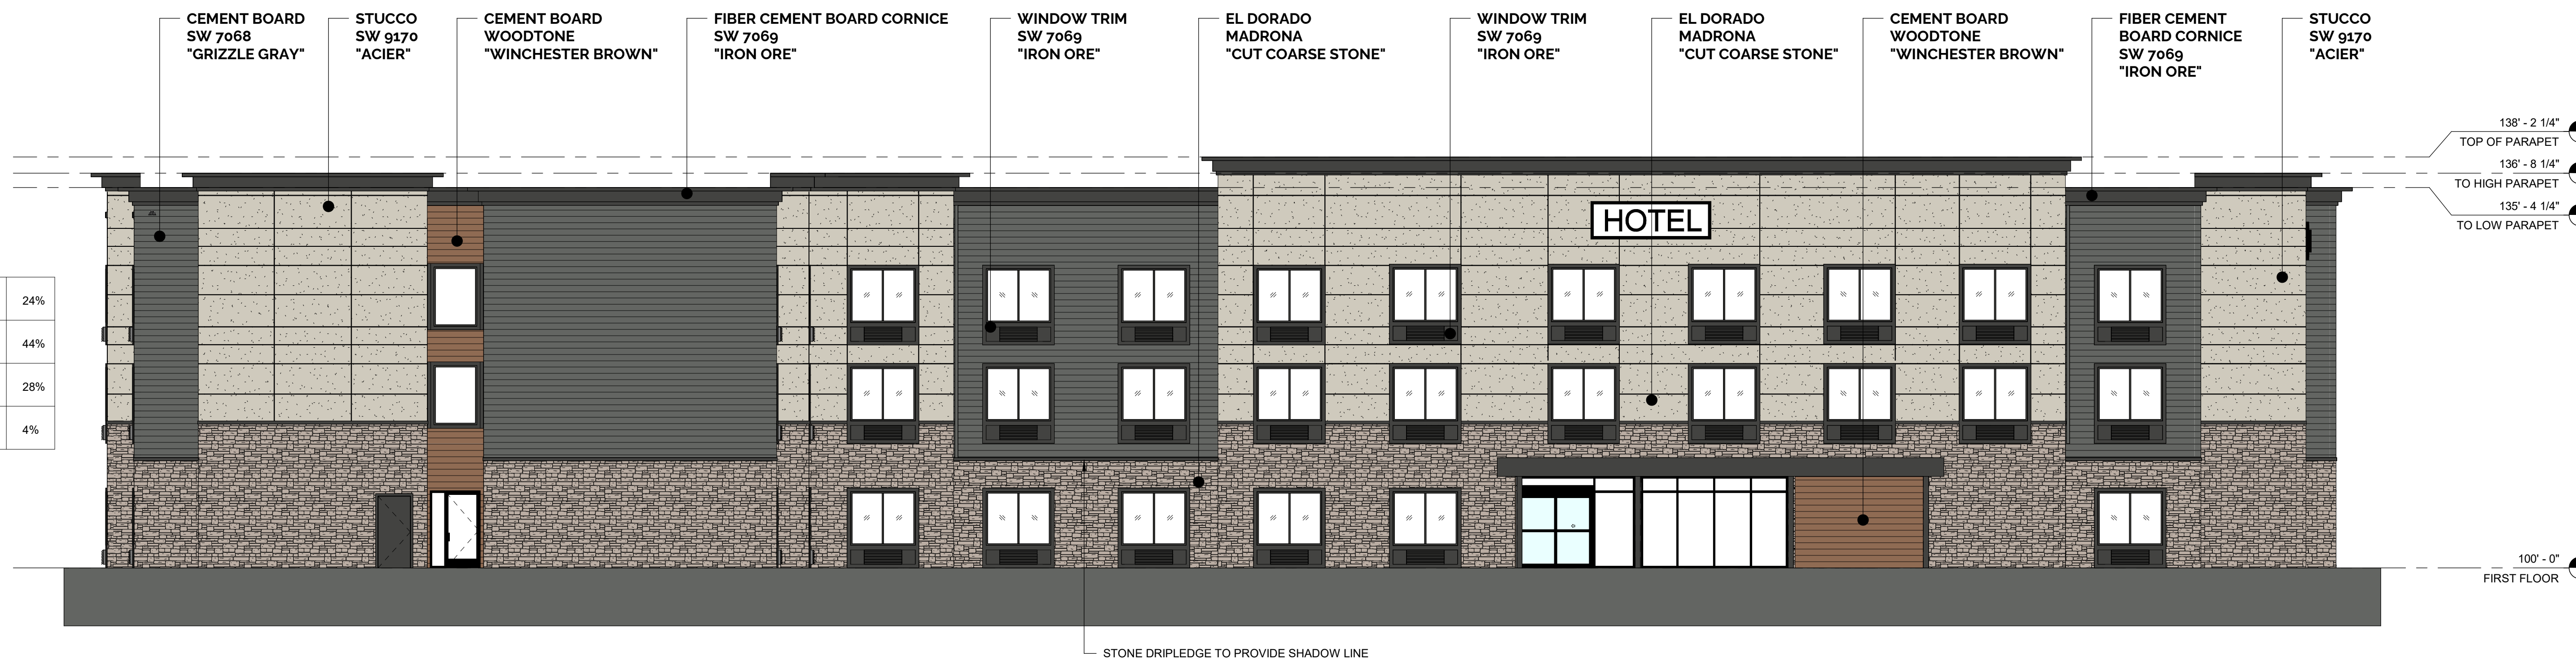 CEMENT BOARD
SW 7068
"GRIZZLE GRAY"
STUCCO
SW 9170
"ACIER"
CEMENT BOARD
WOODTONE
"WINCHESTER BROWN"
FIBER CEMENT BOARD CORNICE
SW 7069
"IRON ORE"
WINDOW TRIM
SW 7069
"IRON ORE"
EL DORADO
MADRONA
"CUT COARSE STONE"
WINDOW TRIM
SW 7069
"IRON ORE"
EL DORADO
MADRONA
"CUT COARSE STONE"
CEMENT BOARD
WOODTONE
"WINCHESTER BROWN"
FIBER CEMENT
BOARD CORNICE
SW 7069
"IRON ORE"
STUCCO
SW 9170
"ACIER"
138' - 2 1/4"
TOP OF PARAPET
136' - 8 1/4"
TO HIGH PARAPET
135' - 4 1/4"
TO LOW PARAPET
HOTEL
24%
44%
28%
4%
100' - 0"
FIRST FLOOR
STONE DRIPLEDGE TO PROVIDE SHADOW LINE